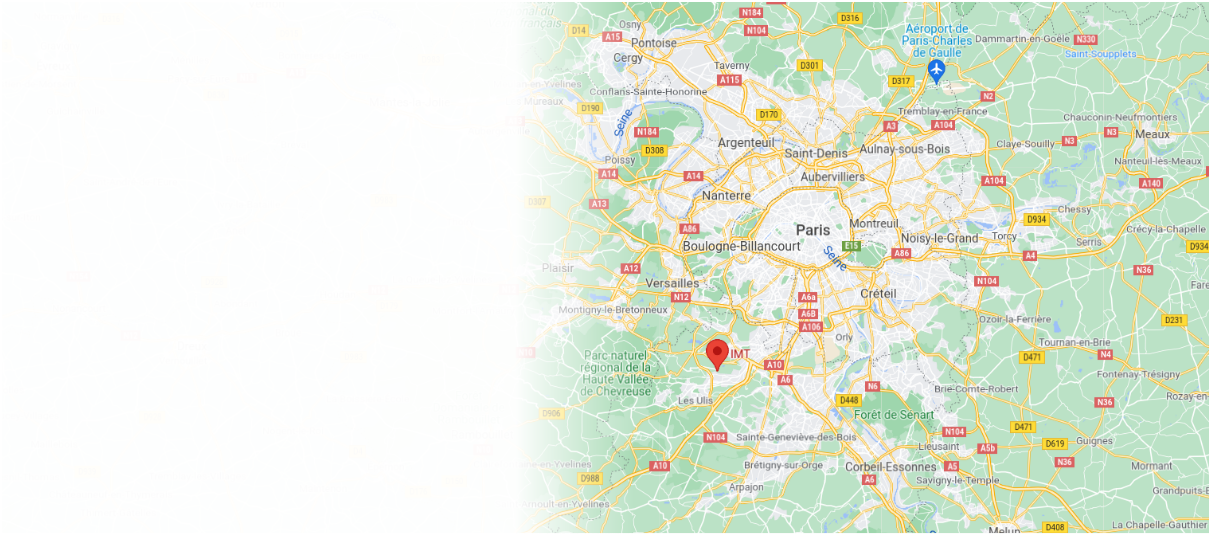 N184
D316
Osny
D14
A15
N104
Pontoise
Cergy
Taverny
D301
Aéroport de
Paris-Charles
de Gaulle
Dammartin-en-Goële
N330
Saint-Soupplets
A115
D317
Conflans-Sainte-Honorine
N2
D190
Seine
D170
Tremblay-en-France
Chauconin-Neufmontiers
N184
A3
A104
N3
Meaux
Argenteuil
D308
Saint-Denis
Aulnay-sous-Bois
Claye-Souilly
N3
Poissy
Nanteuil-lès-Meaux
A14
A14
Aubervilliers
A104
A140
Nanterre
D307
A13
Chessy
D934
A86
Paris
Montreuil
Crécy-la-Chapelle
Boulogne-Billancourt
E15
Noisy-le-Grand
Torcy
Serris
D934
Seine
A86
A4
Plaisir
A12
N36
Versailles
N104
Fare
N12
A6a
Créteil
Montigny-le-Bretonneux
A6B
Ozoir-la-Ferrière
D231
A106
Orly
Tournan-en-Brie
IMT
Parc naturel
régional de la
Haute Vallée
de Chevreuse
A10
D471
N4
A6
N6
Fontenay-Trésigny
Brie-Comte-Robert
Les Ulis
D448
N36
Rozay-en
D906
Forêt de Sénart
N104
Sainte-Geneviève-des-Bois
N104
D471
Lieusaint
A5b
D619
Guignes
A10
Brétigny-sur-Orge
Corbeil-Essonnes
A5
N36
Mormant
D988
A6
Savigny-le-Temple
Arpajon
Grandpuits-B
Melun
D408
La Chapelle-Gauthier